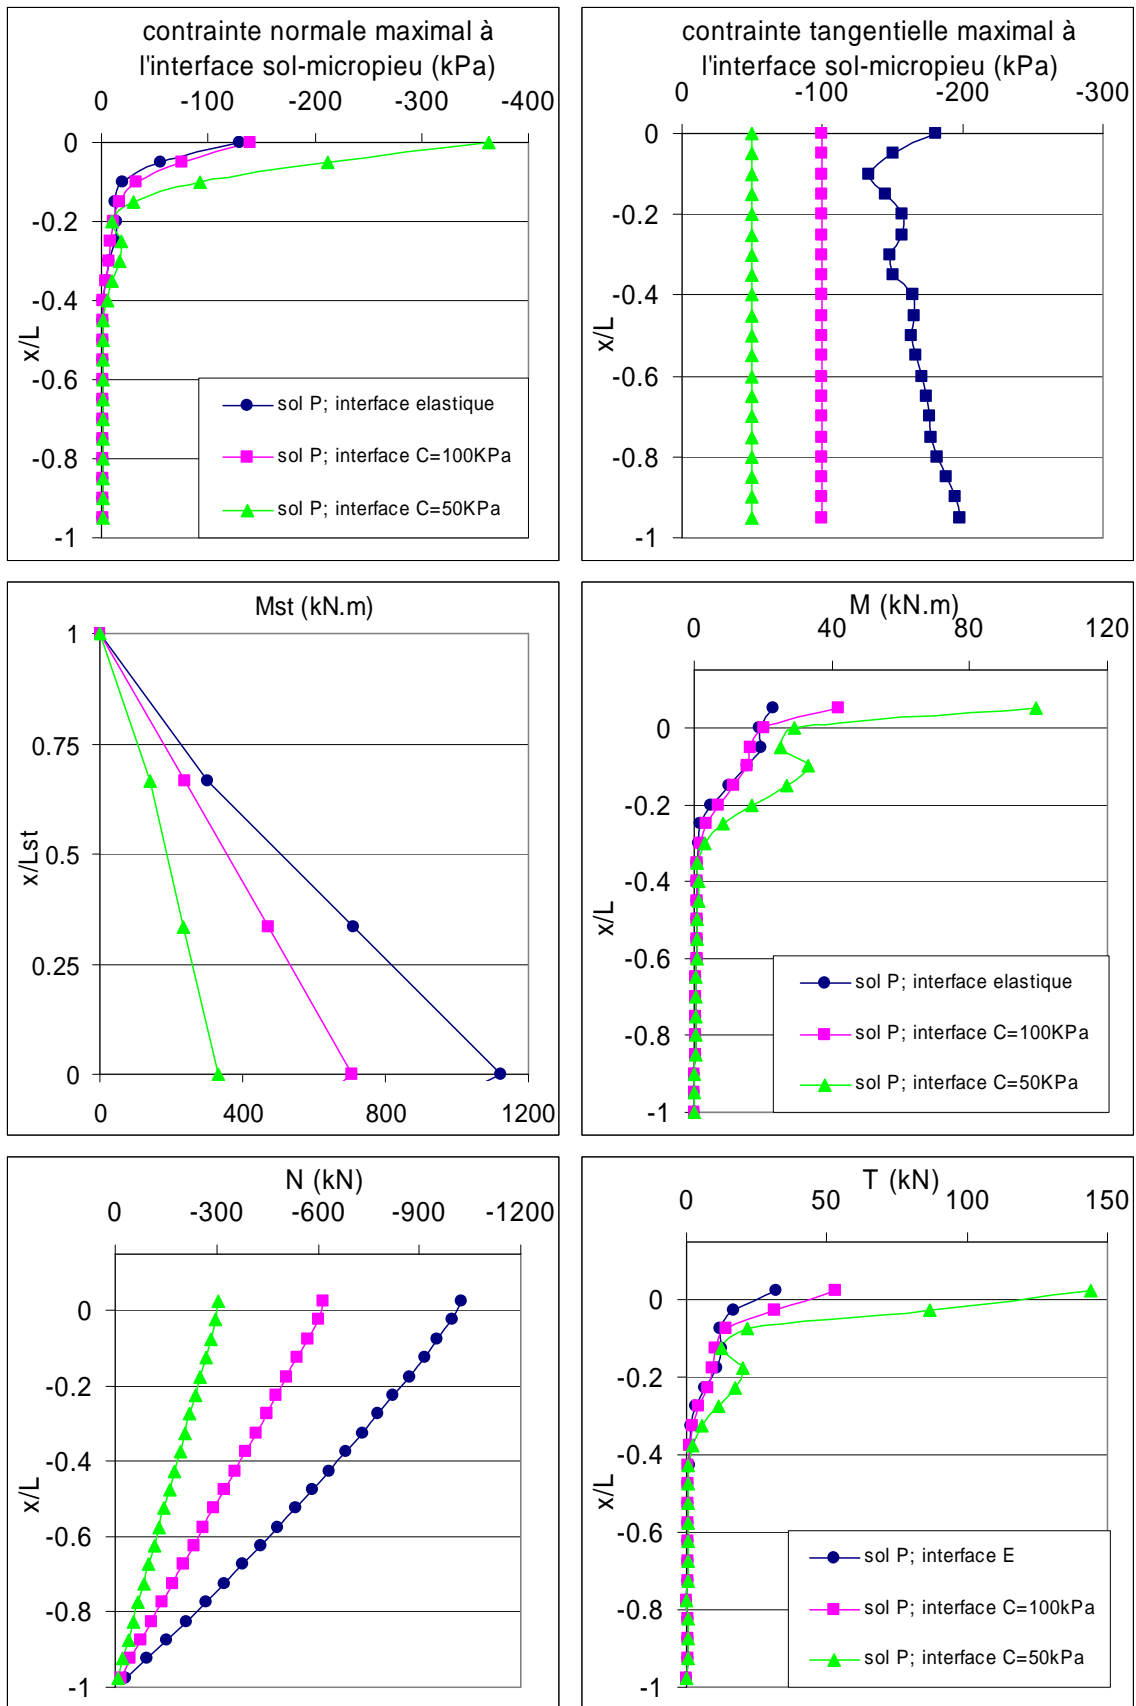 contrainte normale maximal à
l'interface sol-micropieu (kPa)
0 -100 -200 -300 -400
0
-0.2
-0.4
-0.6
-0.8
-1
x/L
sol P; interface elastique
sol P; interface C=100KPa
sol P; interface C=50KPa
contrainte tangentielle maximal à
l'interface sol-micropieu (kPa)
0 -100 -200 -300
0
-0.2
-0.4
-0.6
-0.8
-1
x/L
Mst (kN.m)
1
0.75
0.5
0.25
0
x/Lst
0 400 800 1200
M (kN.m)
0 40 80 120
0
-0.2
-0.4
-0.6
-0.8
-1
x/L
sol P; interface elastique
sol P; interface C=100KPa
sol P; interface C=50KPa
N (kN)
0 -300 -600 -900 -1200
0
-0.2
-0.4
-0.6
-0.8
-1
x/L
T (kN)
0 50 100 150
0
-0.2
-0.4
-0.6
-0.8
-1
x/L
sol P; interface E
sol P; interface C=100kPa
sol P; interface C=50kPa